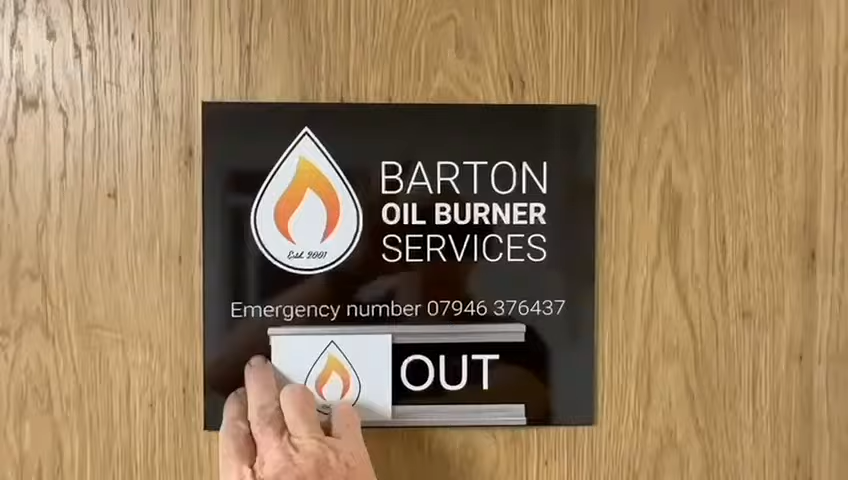 BARTON
OIL BURNER
SERVICES
Est. 2001
Emergency number 07946 376437
OUT